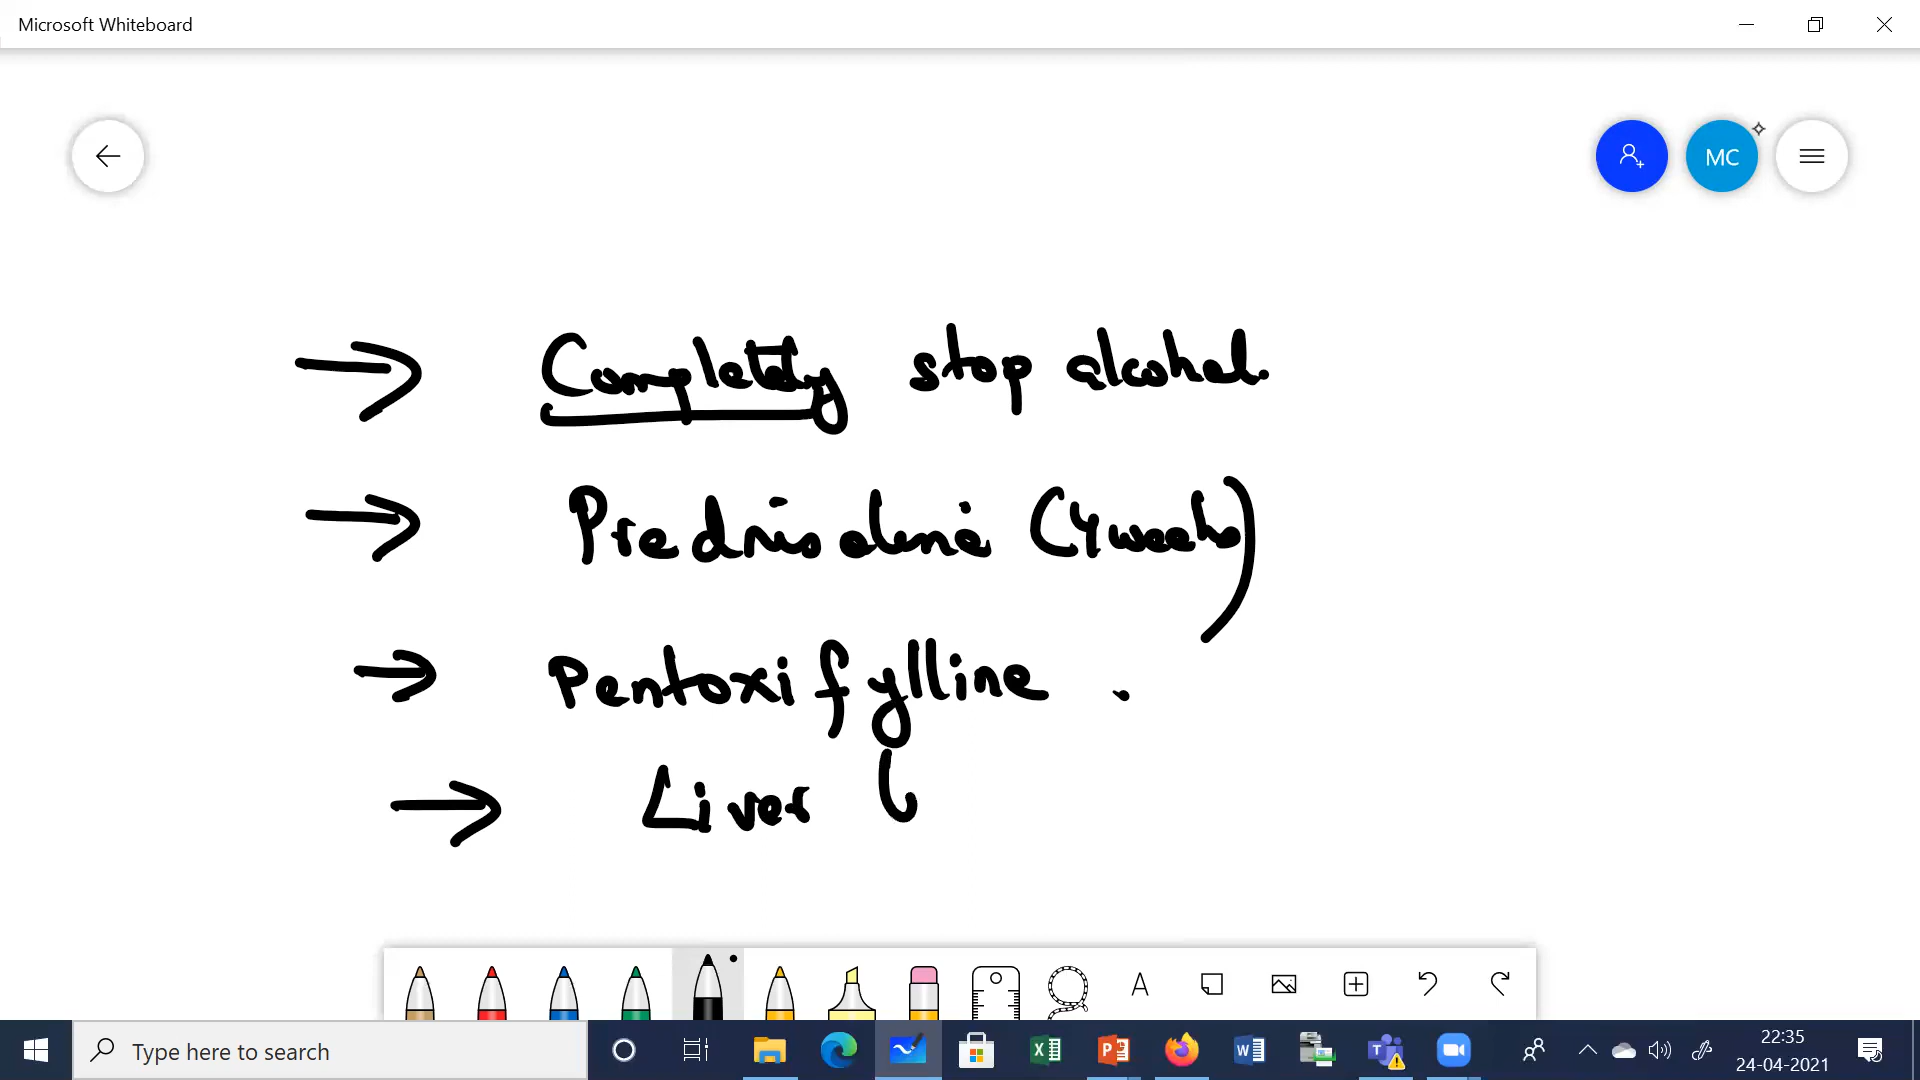 Microsoft Whiteboard
MC
→ Completely stop alcohol.
→ Prednisolone (4 weeks)
→ Pentoxifylline .
→ Liver
A
Type here to search
22:35
24-04-2021